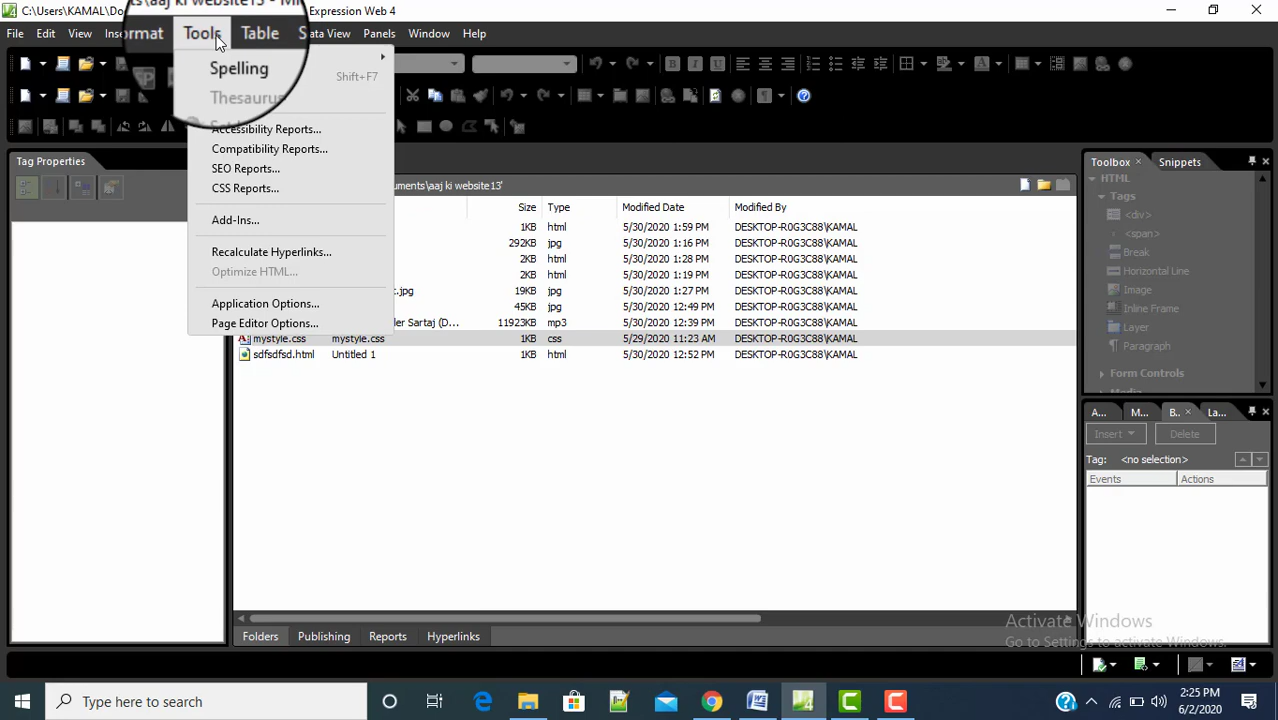 C:\Users\KAMAL\Do
ts\aaj ki website13 - Mi
Expression Web 4
File Edit View Ins ormat Tools Table Data View Panels Window Help
Spelling
Shift+F7
Thesaurus
Accessibility Reports...
Compatibility Reports...
SEO Reports...
CSS Reports...
Add-Ins...
Recalculate Hyperlinks...
Optimize HTML...
Application Options...
Page Editor Options...
Tag Properties
uments\aaj ki website13'
Size Type Modified Date Modified By
1KB html 5/30/2020 1:59 PM DESKTOP-R0G3C88\KAMAL
292KB jpg 5/30/2020 1:16 PM DESKTOP-R0G3C88\KAMAL
2KB html 5/30/2020 1:28 PM DESKTOP-R0G3C88\KAMAL
2KB html 5/30/2020 1:19 PM DESKTOP-R0G3C88\KAMAL
t.jpg 19KB jpg 5/30/2020 1:27 PM DESKTOP-R0G3C88\KAMAL
45KB jpg 5/30/2020 12:49 PM DESKTOP-R0G3C88\KAMAL
ler Sartaj (D... 11923KB mp3 5/30/2020 12:39 PM DESKTOP-R0G3C88\KAMAL
mystyle.css mystyle.css 1KB css 5/29/2020 11:23 AM DESKTOP-R0G3C88\KAMAL
sdfsdfsd.html Untitled 1 1KB html 5/30/2020 12:52 PM DESKTOP-R0G3C88\KAMAL
Folders Publishing Reports Hyperlinks
Toolbox Snippets
HTML
Tags
<div>
<span>
Break
Horizontal Line
Image
Inline Frame
Layer
Paragraph
Form Controls
Media
A... M... B.. La...
Insert Delete
Tag: <no selection>
Events Actions
Activate Windows
Go to Settings to activate Windows.
Type here to search
2:25 PM
6/2/2020